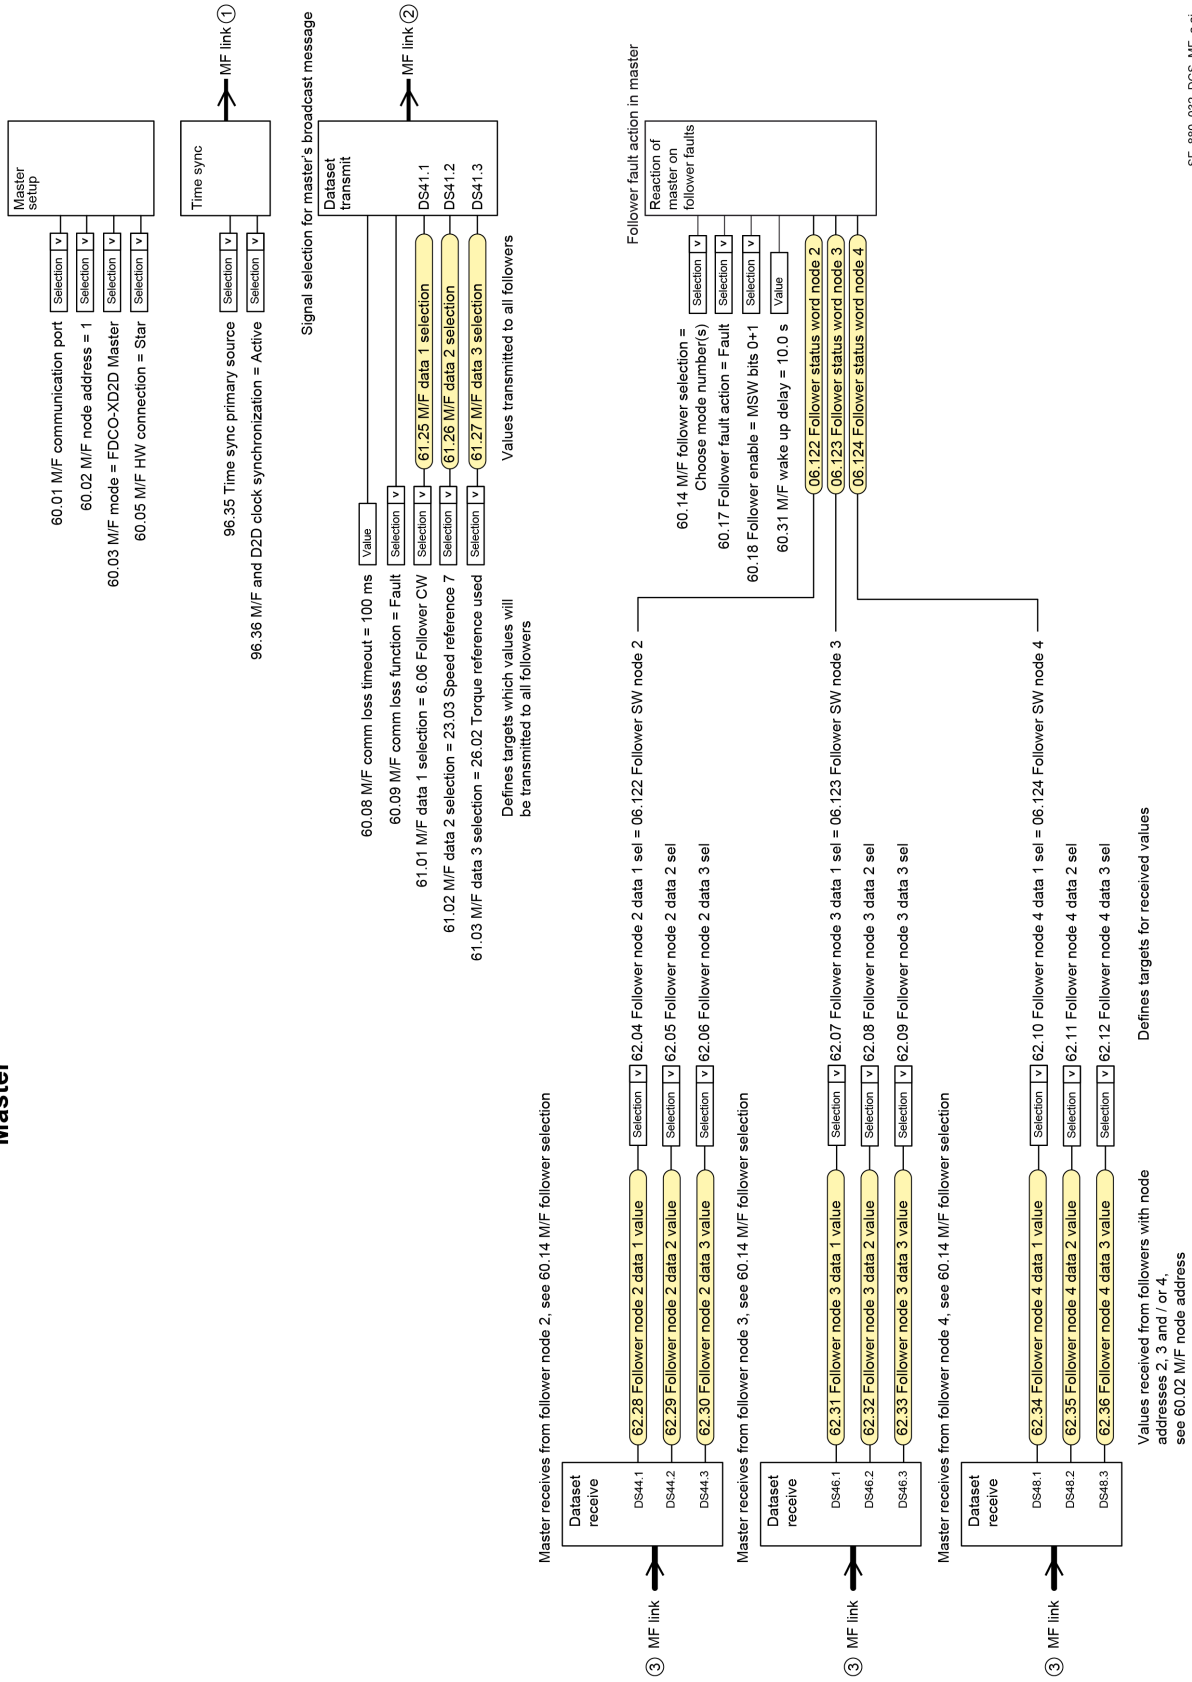 Master
Master
setup
Selection v
Selection v
Selection v
Selection v
60.01 M/F communication port
60.02 M/F node address = 1
60.03 M/F mode = FDCO-XD2D Master
60.05 M/F HW connection = Star
Time sync
MF link 1
Selection v
Selection v
96.35 Time sync primary source
96.36 M/F and D2D clock synchronization = Active
Signal selection for master's broadcast message
Dataset
transmit
MF link 2
DS41.1
DS41.2
DS41.3
61.25 M/F data 1 selection
61.26 M/F data 2 selection
61.27 M/F data 3 selection
Values transmitted to all followers
Value
Selection v
Selection v
Selection v
Selection v
60.08 M/F comm loss timeout = 100 ms
60.09 M/F comm loss function = Fault
61.01 M/F data 1 selection = 6.06 Follower CW
61.02 M/F data 2 selection = 23.03 Speed reference 7
61.03 M/F data 3 selection = 26.02 Torque reference used
Defines targets which values will
be transmitted to all followers
Follower fault action in master
Reaction of
master on
follower faults
Selection v
Selection v
Selection v
Value
60.14 M/F follower selection =
Choose mode number(s)
60.17 Follower fault action = Fault
60.18 Follower enable = MSW bits 0+1
60.31 M/F wake up delay = 10.0 s
06.122 Follower status word node 2
06.123 Follower status word node 3
06.124 Follower status word node 4
Master receives from follower node 2, see 60.14 M/F follower selection
3 MF link
Dataset
receive
DS44.1
DS44.2
DS44.3
62.28 Follower node 2 data 1 value
62.29 Follower node 2 data 2 value
62.30 Follower node 2 data 3 value
Selection v
Selection v
Selection v
62.04 Follower node 2 data 1 sel = 06.122 Follower SW node 2
62.05 Follower node 2 data 2 sel
62.06 Follower node 2 data 3 sel
Master receives from follower node 3, see 60.14 M/F follower selection
3 MF link
Dataset
receive
DS46.1
DS46.2
DS46.3
62.31 Follower node 3 data 1 value
62.32 Follower node 3 data 2 value
62.33 Follower node 3 data 3 value
Selection v
Selection v
Selection v
62.07 Follower node 3 data 1 sel = 06.123 Follower SW node 3
62.08 Follower node 3 data 2 sel
62.09 Follower node 3 data 3 sel
Master receives from follower node 4, see 60.14 M/F follower selection
3 MF link
Dataset
receive
DS48.1
DS48.2
DS48.3
62.34 Follower node 4 data 1 value
62.35 Follower node 4 data 2 value
62.36 Follower node 4 data 3 value
Selection v
Selection v
Selection v
62.10 Follower node 4 data 1 sel = 06.124 Follower SW node 4
62.11 Follower node 4 data 2 sel
62.12 Follower node 4 data 3 sel
Values received from followers with node
addresses 2, 3 and / or 4,
see 60.02 M/F node address
Defines targets for received values